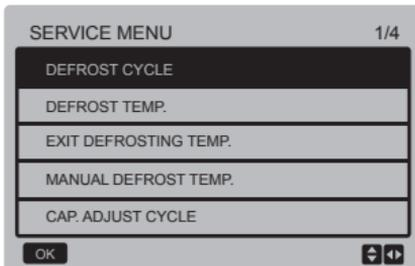 SERVICE MENU 1/4
DEFROST CYCLE
DEFROST TEMP.
EXIT DEFROSTING TEMP.
MANUAL DEFROST TEMP.
CAP. ADJUST CYCLE
OK